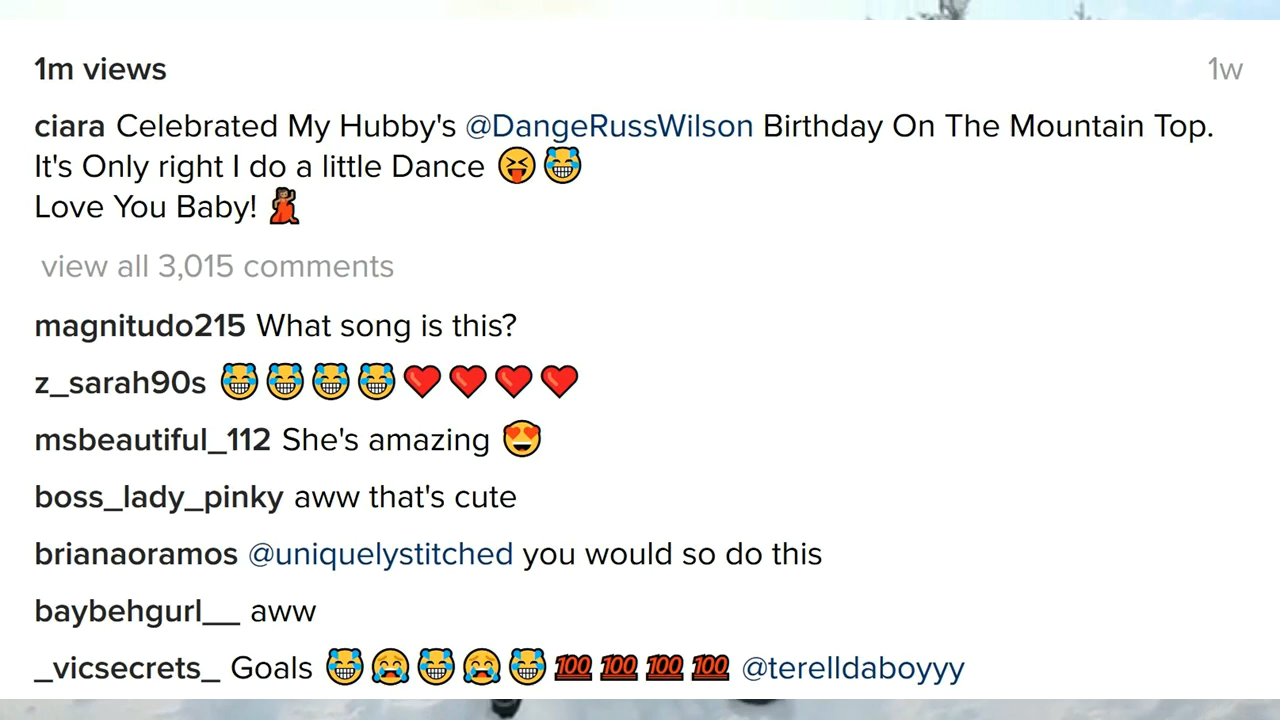 1m views 1w
ciara Celebrated My Hubby's @DangeRussWilson Birthday On The Mountain Top.
It's Only right I do a little Dance 😝😹
Love You Baby! 💃🏾
view all 3,015 comments
magnitudo215 What song is this?
z_sarah90s 😹😹😹😹❤️❤️❤️❤️
msbeautiful_112 She's amazing 😍
boss_lady_pinky aww that's cute
brianaoramos @uniquelystitched you would so do this
baybehgurl__ aww
_vicsecrets_ Goals 😹😂😹😂😹💯💯💯💯 @terelldaboyyy